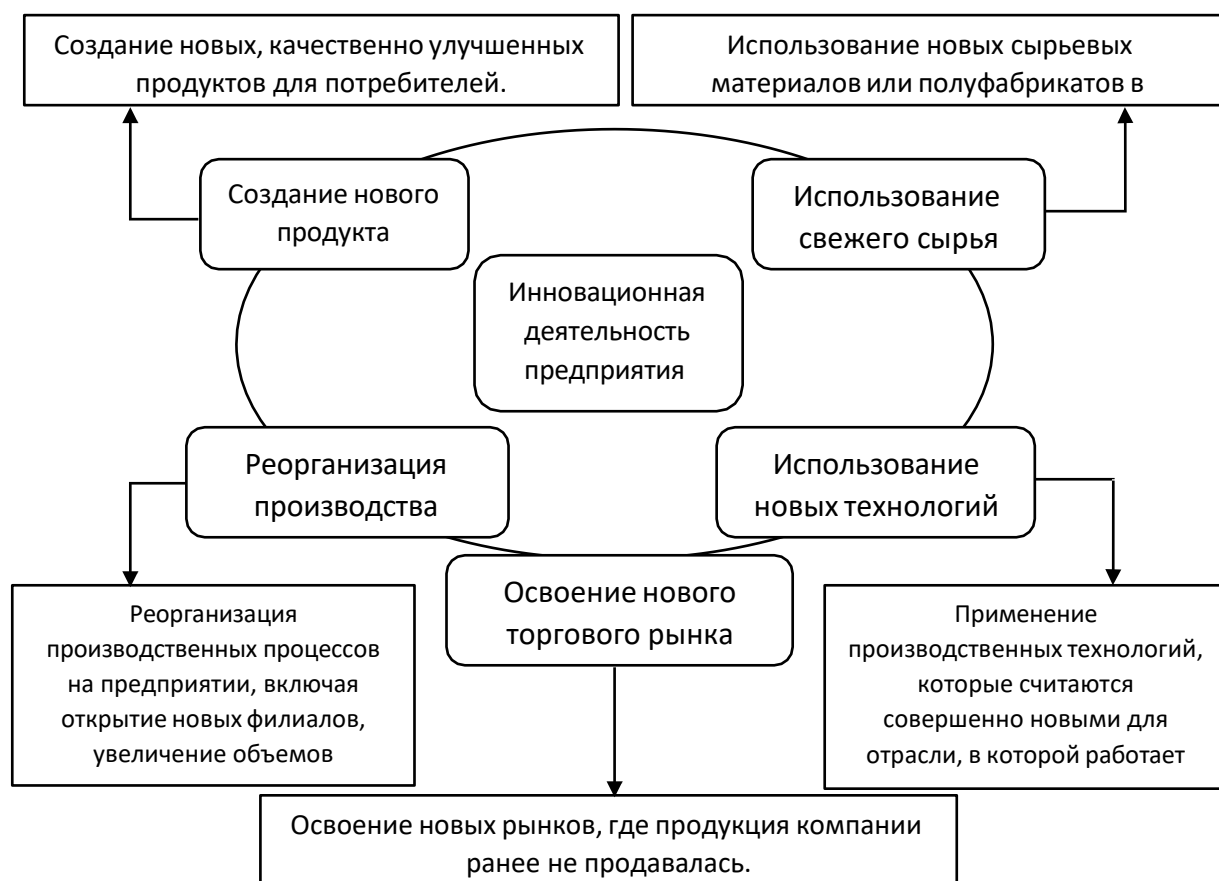 Создание новых, качественно улучшенных
продуктов для потребителей.
Использование новых сырьевых
материалов или полуфабрикатов в
Создание нового
продукта
Использование
свежего сырья
Инновационная
деятельность
предприятия
Реорганизация
производства
Использование
новых технологий
Освоение нового
торгового рынка
Реорганизация
производственных процессов
на предприятии, включая
открытие новых филиалов,
увеличение объемов
Применение
производственных технологий,
которые считаются
совершенно новыми для
отрасли, в которой работает
Освоение новых рынков, где продукция компании
ранее не продавалась.